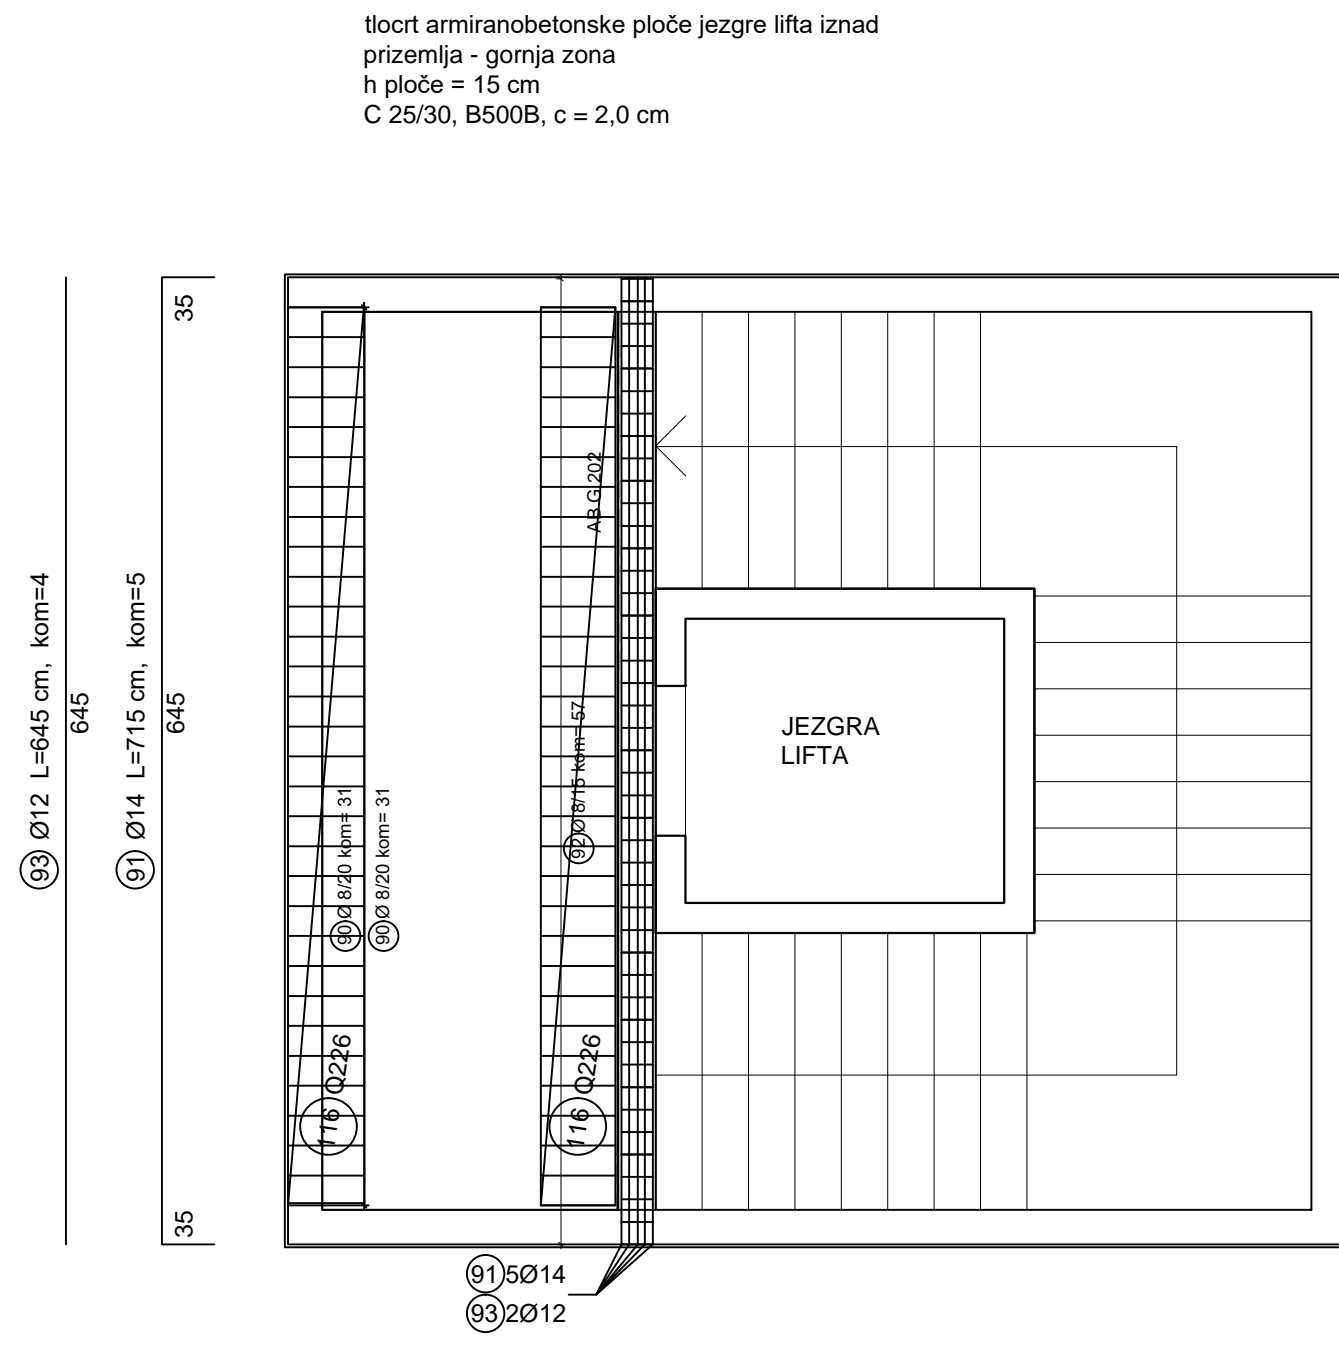 tlocrt armiranobetonske ploče jezgre lifta iznad
prizemlja - gornja zona
h ploče = 15 cm
C 25/30, B500B, c = 2,0 cm
93 Ø12 L=645 cm, kom=4
645
91 Ø14 L=715 cm, kom=5
35
645
35
90 Ø 8/20 kom= 31
90 Ø 8/20 kom= 31
116 Q226
AB G 202
92 Ø 8/15 kom= 57
116 Q226
JEZGRA
LIFTA
91 5Ø14
93 2Ø12